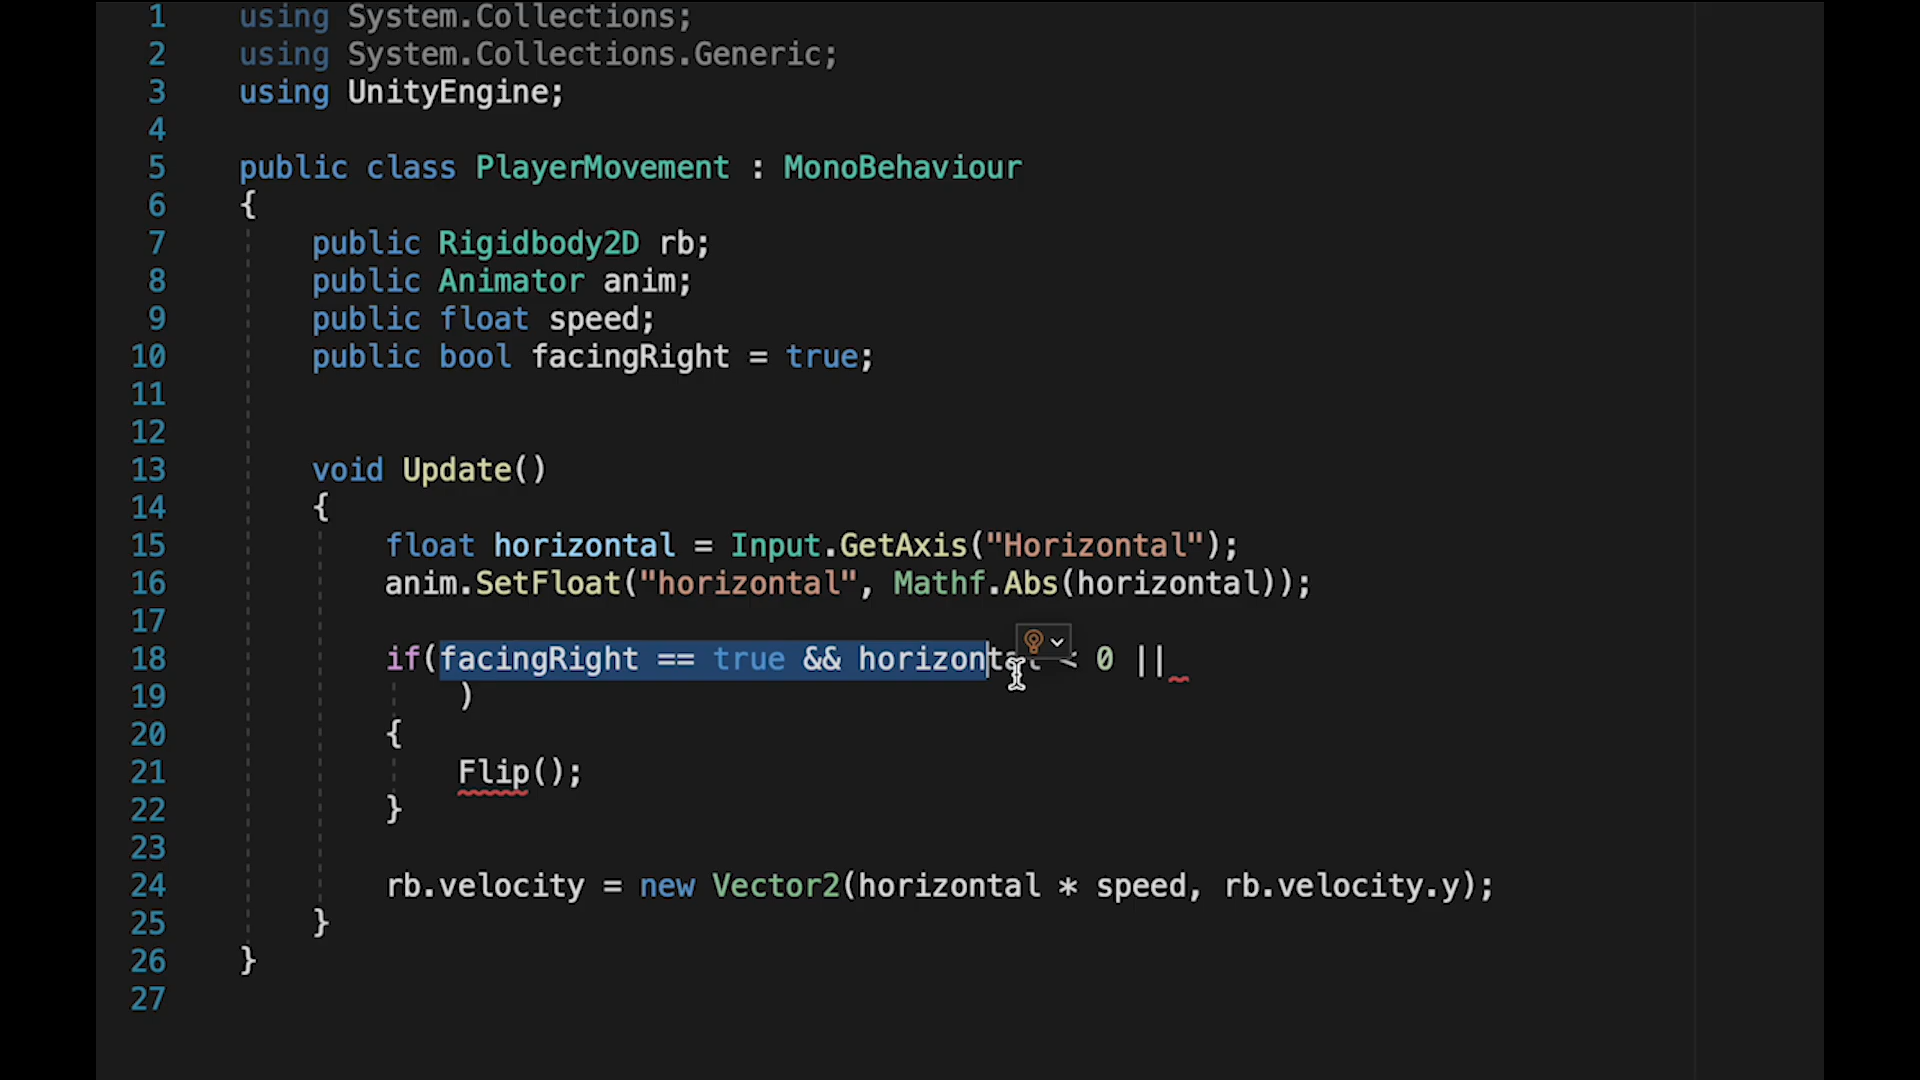 1 using System.Collections;
2 using System.Collections.Generic;
3 using UnityEngine;
4
5 public class PlayerMovement : MonoBehaviour
6 {
7 public Rigidbody2D rb;
8 public Animator anim;
9 public float speed;
10 public bool facingRight = true;
11
12
13 void Update()
14 {
15 float horizontal = Input.GetAxis("Horizontal");
16 anim.SetFloat("horizontal", Mathf.Abs(horizontal));
17
18 if(facingRight == true && horizontal < 0 ||
19 )
20 {
21 Flip();
22 }
23
24 rb.velocity = new Vector2(horizontal * speed, rb.velocity.y);
25 }
26 }
27